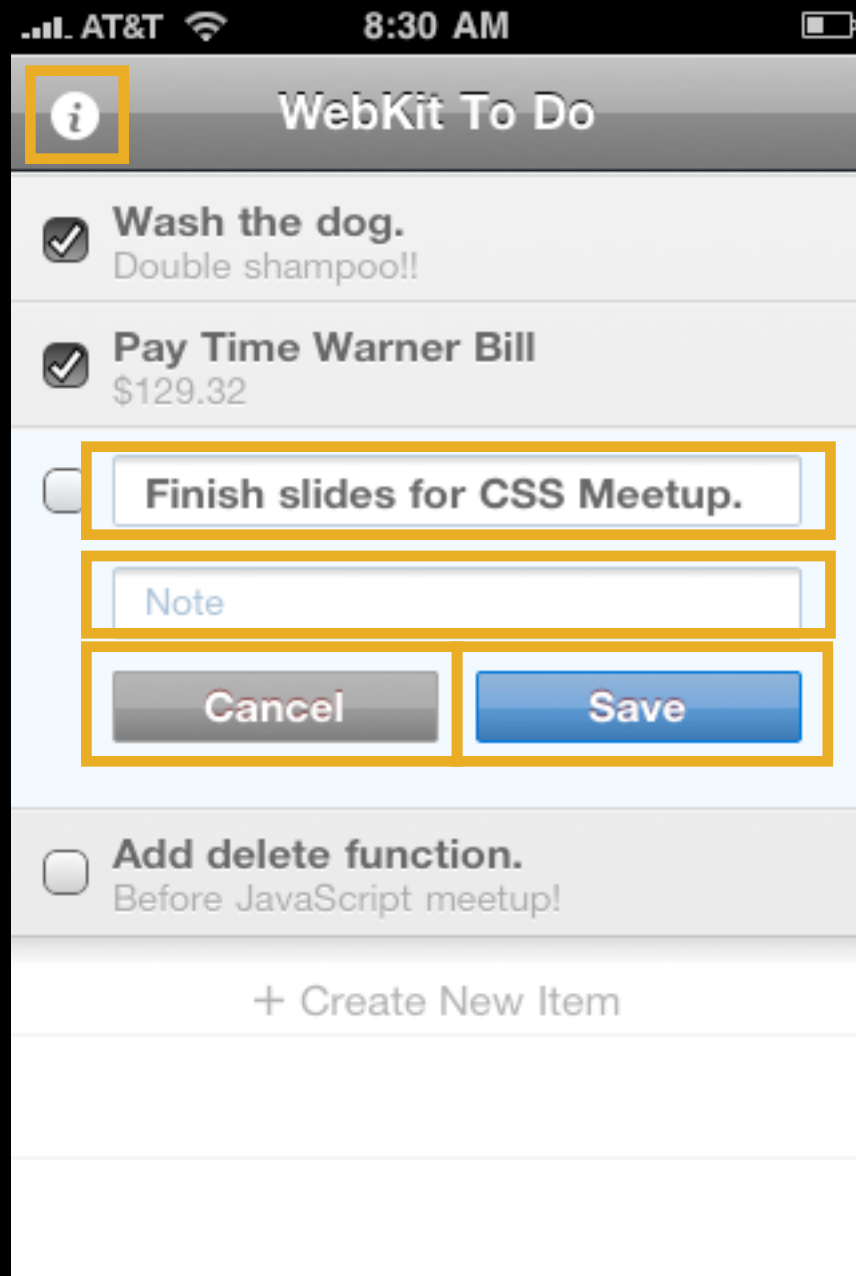 AT&T 8:30 AM
i WebKit To Do
Wash the dog.
Double shampoo!!
Pay Time Warner Bill
$129.32
Finish slides for CSS Meetup.
Note
Cancel Save
Add delete function.
Before JavaScript meetup!
+ Create New Item